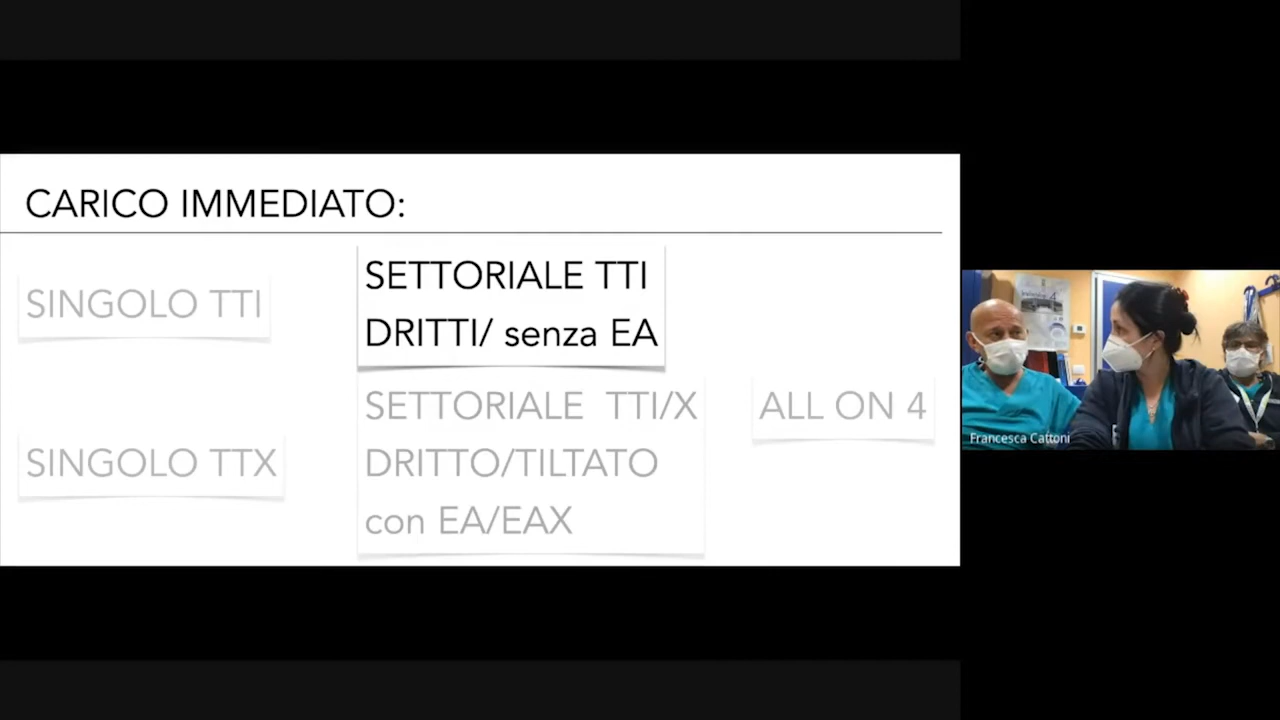 CARICO IMMEDIATO:
SINGOLO TTI
SINGOLO TTX
SETTORIALE TTI
DRITTI/ senza EA
SETTORIALE TTI/X
DRITTO/TILTATO
con EA/EAX
ALL ON 4
Francesca Cattoni